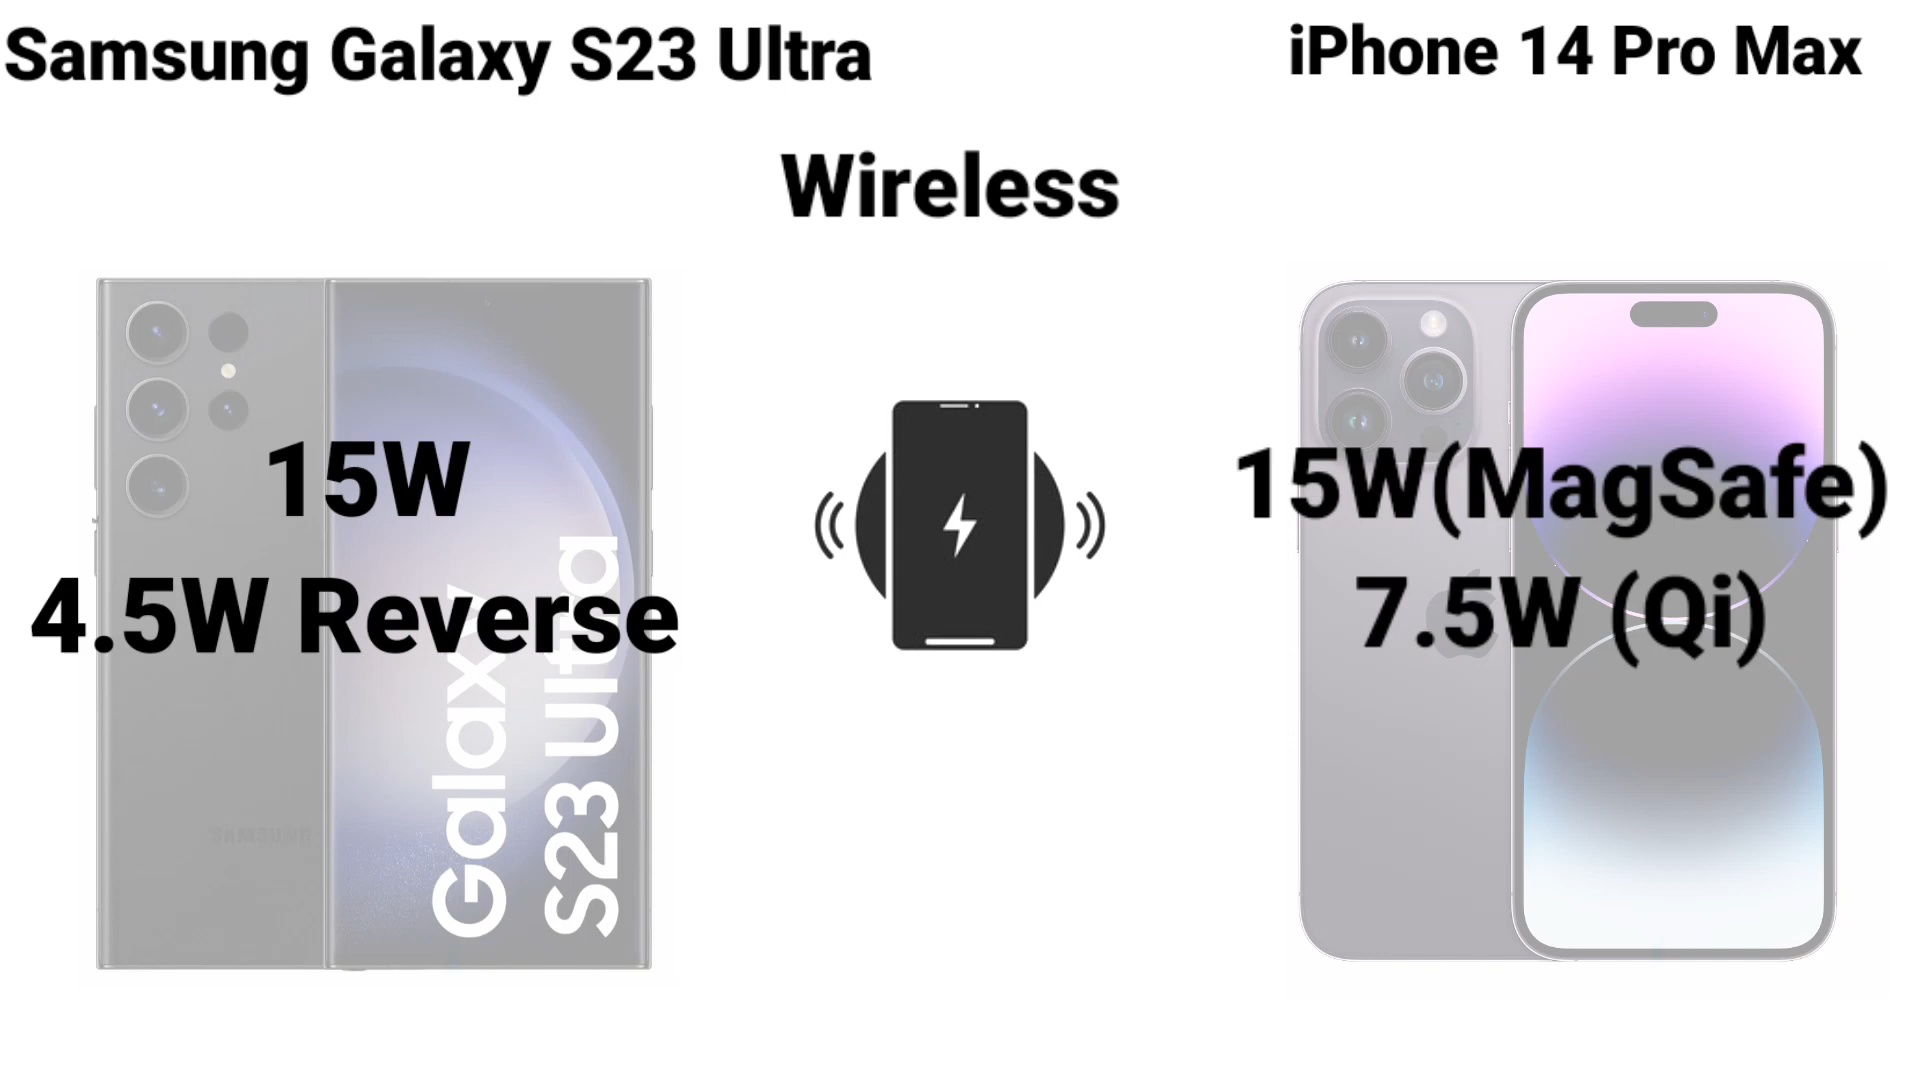 Samsung Galaxy S23 Ultra
iPhone 14 Pro Max
Wireless
15W
4.5W Reverse
15W(MagSafe)
7.5W (Qi)
Galaxy
S23 Ultra
SAMSUNG